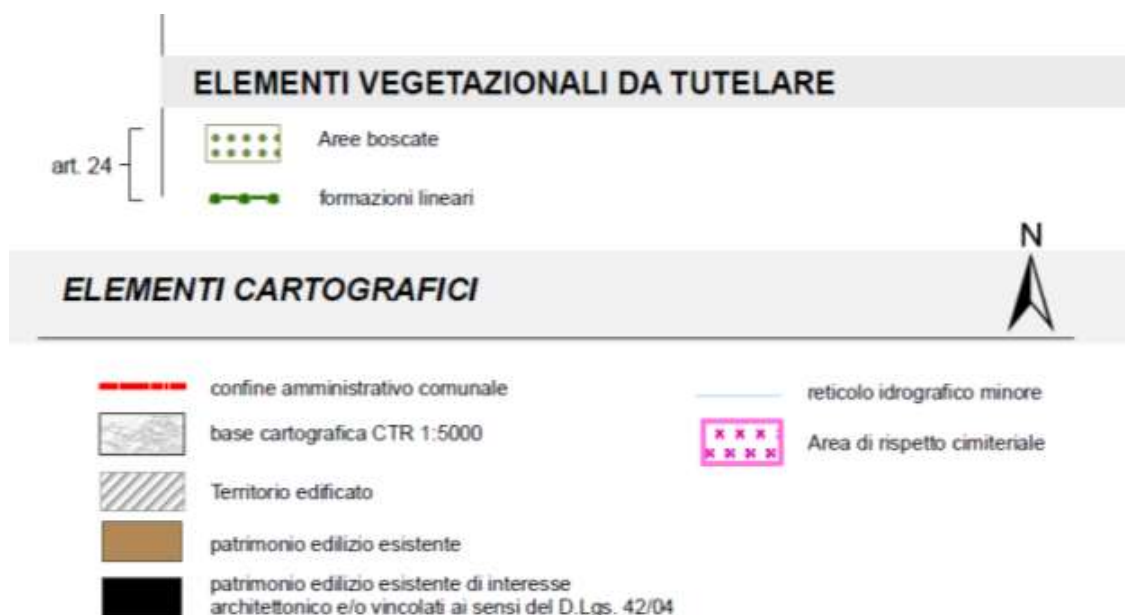 ELEMENTI VEGETAZIONALI DA TUTELARE
art. 24
Aree boscate
formazioni lineari
N
ELEMENTI CARTOGRAFICI
confine amministrativo comunale
base cartografica CTR 1:5000
Territorio edificato
patrimonio edilizio esistente
patrimonio edilizio esistente di interesse
architettonico e/o vincolati ai sensi del D.Lgs. 42/04
reticolo idrografico minore
Area di rispetto cimiteriale